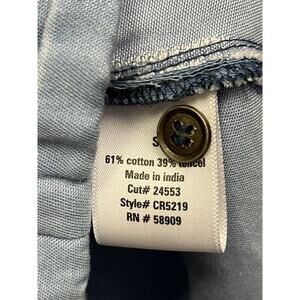 S
61% cotton 39% tencel
Made in india
Cut# 24553
Style# CR5219
RN # 58909